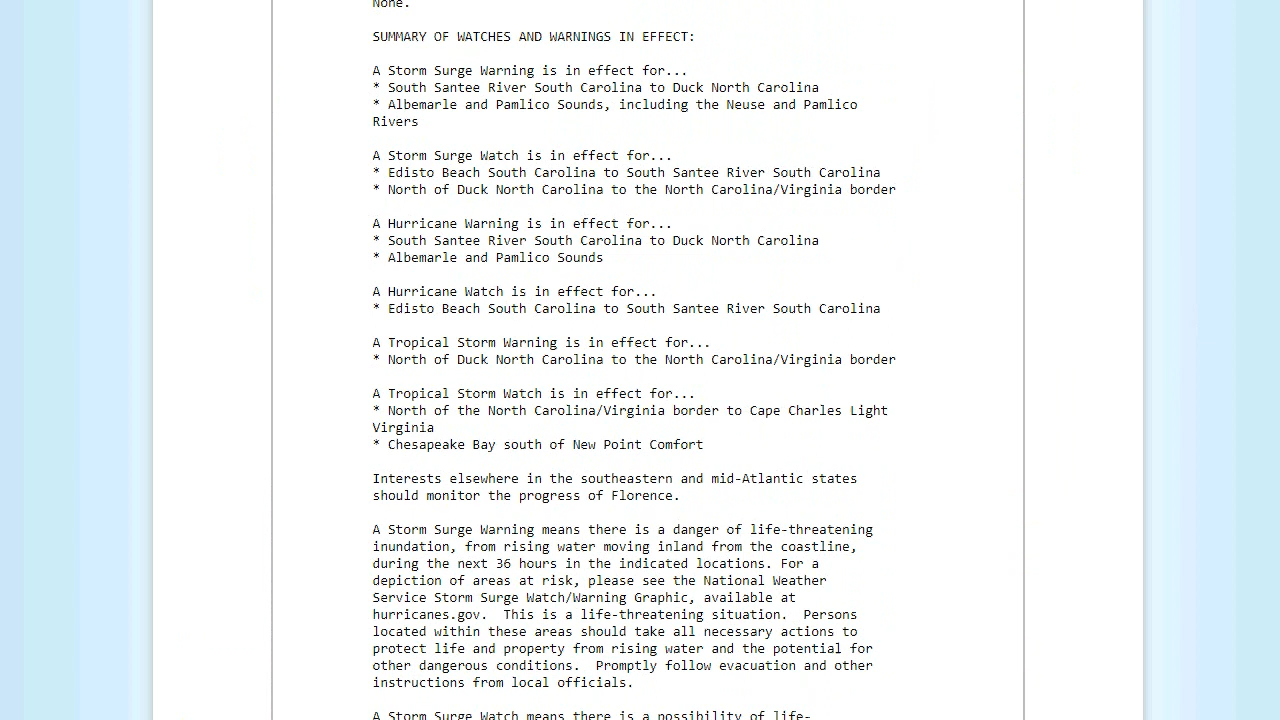 None.
SUMMARY OF WATCHES AND WARNINGS IN EFFECT:
A Storm Surge Warning is in effect for...
* South Santee River South Carolina to Duck North Carolina
* Albemarle and Pamlico Sounds, including the Neuse and Pamlico
Rivers
A Storm Surge Watch is in effect for...
* Edisto Beach South Carolina to South Santee River South Carolina
* North of Duck North Carolina to the North Carolina/Virginia border
A Hurricane Warning is in effect for...
* South Santee River South Carolina to Duck North Carolina
* Albemarle and Pamlico Sounds
A Hurricane Watch is in effect for...
* Edisto Beach South Carolina to South Santee River South Carolina
A Tropical Storm Warning is in effect for...
* North of Duck North Carolina to the North Carolina/Virginia border
A Tropical Storm Watch is in effect for...
* North of the North Carolina/Virginia border to Cape Charles Light
Virginia
* Chesapeake Bay south of New Point Comfort
Interests elsewhere in the southeastern and mid-Atlantic states
should monitor the progress of Florence.
A Storm Surge Warning means there is a danger of life-threatening
inundation, from rising water moving inland from the coastline,
during the next 36 hours in the indicated locations. For a
depiction of areas at risk, please see the National Weather
Service Storm Surge Watch/Warning Graphic, available at
hurricanes.gov.  This is a life-threatening situation.  Persons
located within these areas should take all necessary actions to
protect life and property from rising water and the potential for
other dangerous conditions.  Promptly follow evacuation and other
instructions from local officials.
A Storm Surge Watch means there is a possibility of life-